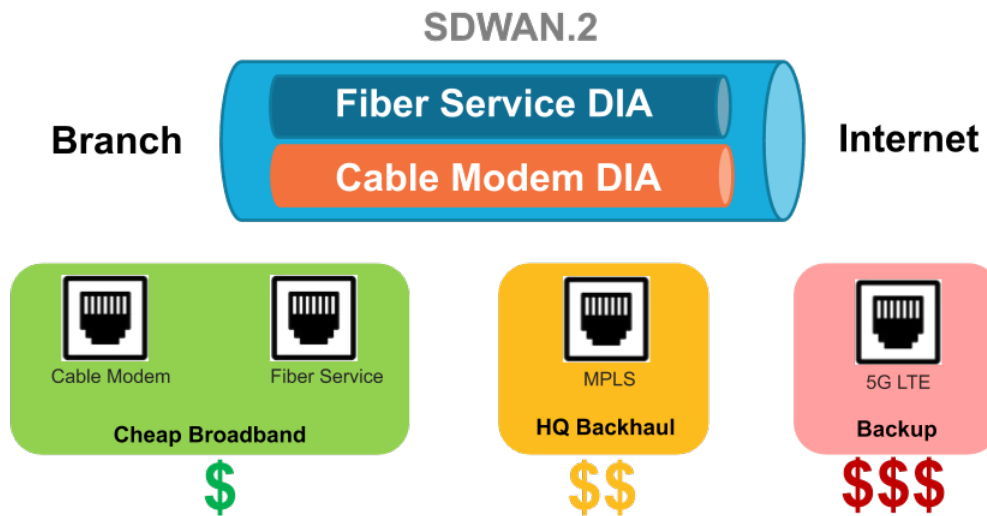 SDWAN.2
Branch
Fiber Service DIA
Cable Modem DIA
Internet
Cable Modem
Fiber Service
Cheap Broadband
$
MPLS
HQ Backhaul
$$
5G LTE
Backup
$$$